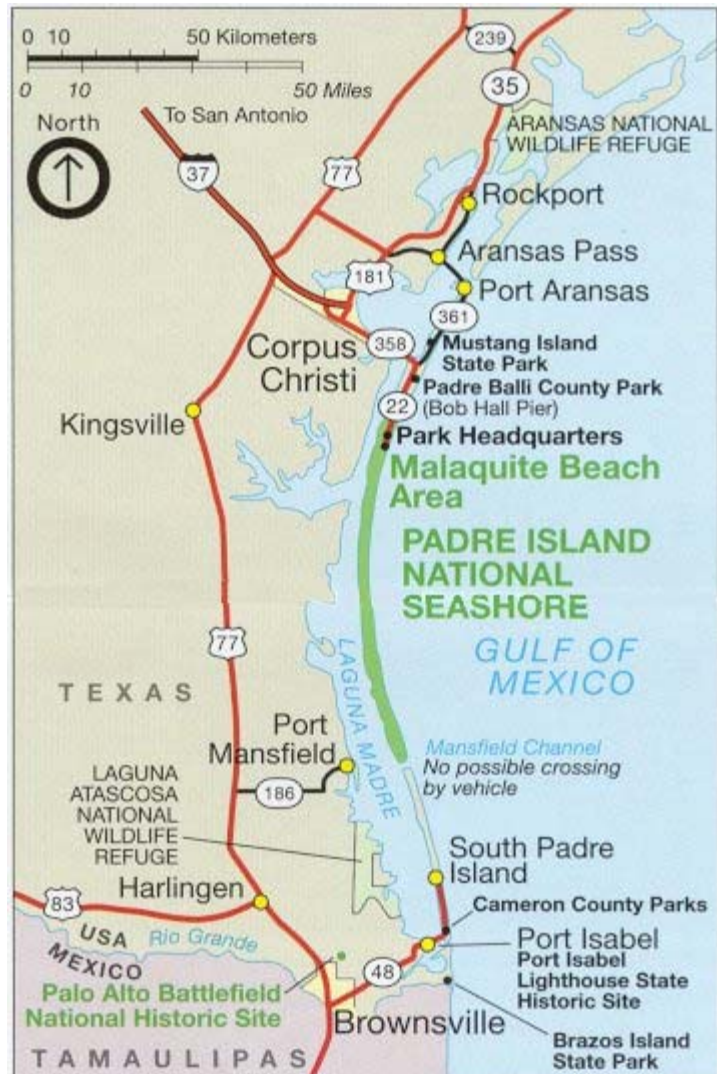 0 10 50 Kilometers
0 10 50 Miles
North
To San Antonio
239
35
37
77
ARANSAS NATIONAL
WILDLIFE REFUGE
Rockport
Aransas Pass
181
Port Aransas
361
358
Corpus
Christi
Mustang Island
State Park
Padre Balli County Park
(Bob Hall Pier)
22
Kingsville
Park Headquarters
Malaquite Beach
Area
PADRE ISLAND
NATIONAL
SEASHORE
77
GULF OF
MEXICO
LAGUNA MADRE
TEXAS
Port
Mansfield
Mansfield Channel
No possible crossing
by vehicle
186
LAGUNA
ATASCOSA
NATIONAL
WILDLIFE
REFUGE
South Padre
Island
Harlingen
83
Cameron County Parks
USA
MEXICO
Rio Grande
Port Isabel
Port Isabel
Lighthouse State
Historic Site
48
Palo Alto Battlefield
National Historic Site
Brownsville
Brazos Island
State Park
TAMAULIPAS